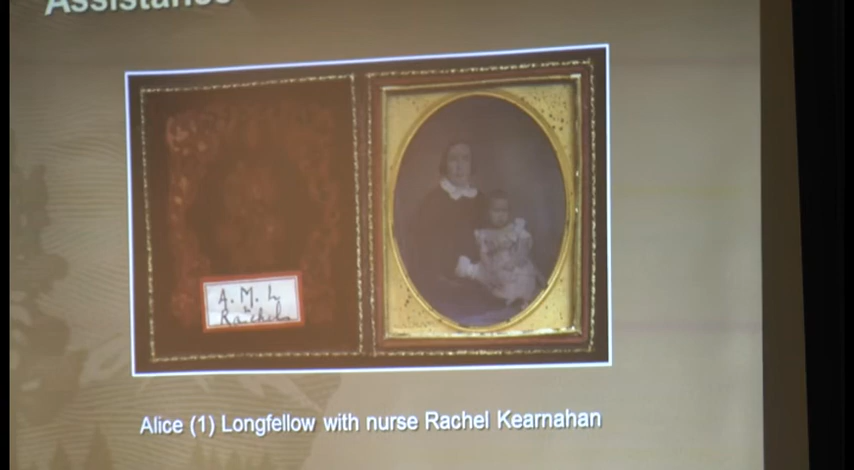 Assistance
A. M. L
Rachel
Alice (1) Longfellow with nurse Rachel Kearnahan